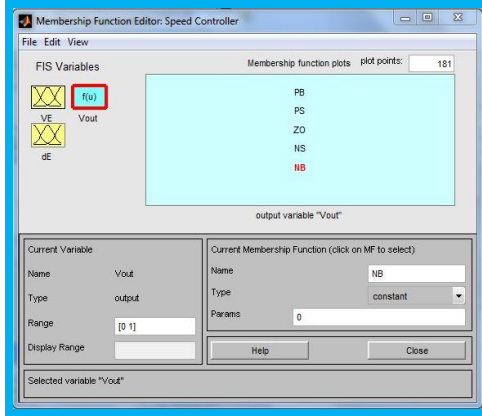 Membership Function Editor: Speed Controller
File Edit View
FIS Variables
Membership function plots plot points: 181
f(u)
VE Vout
dE
PB
PS
ZO
NS
NB
output variable "Vout"
Current Variable
Name Vout
Type output
Range [0 1]
Display Range
Current Membership Function (click on MF to select)
Name NB
Type constant
Params 0
Help Close
Selected variable "Vout"